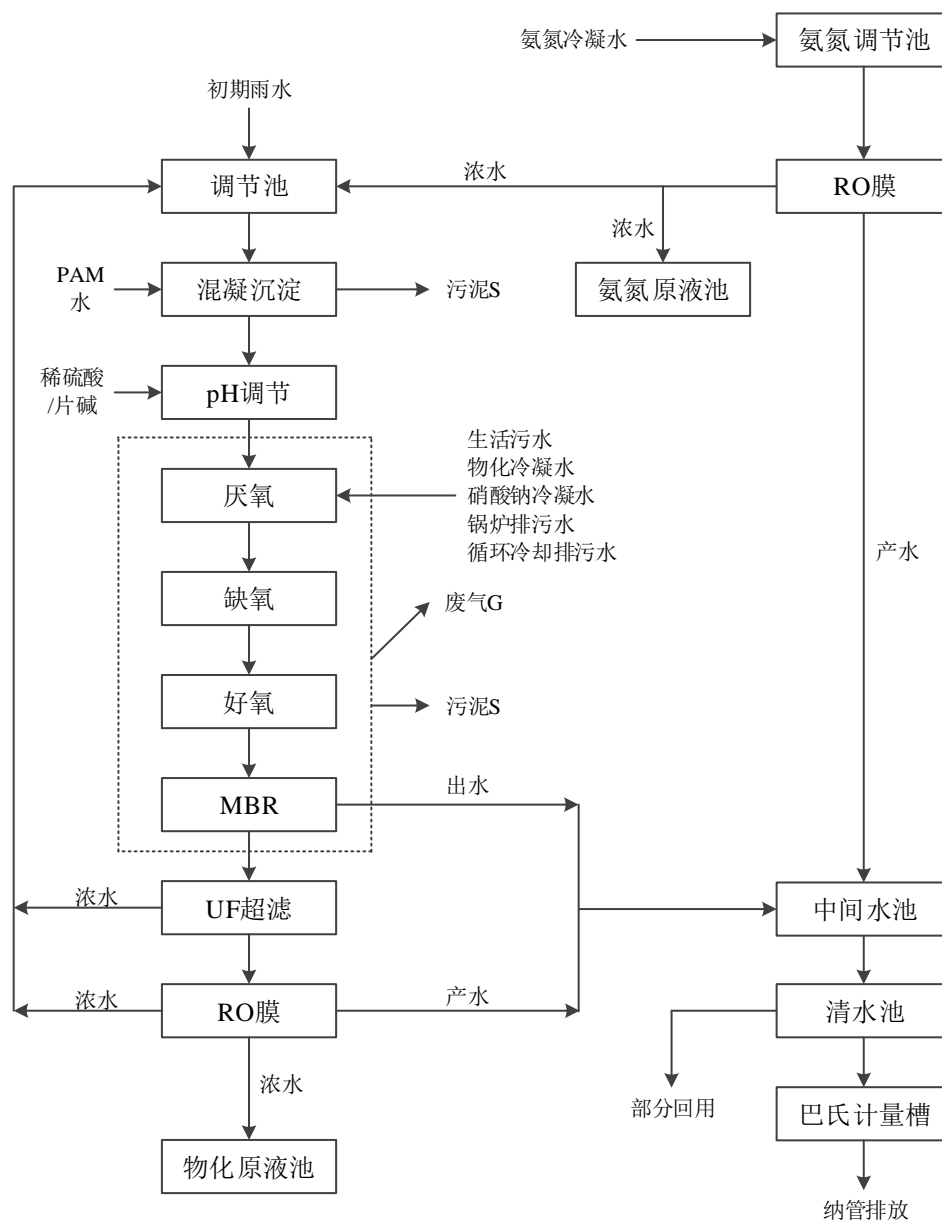 氨氮冷凝水
氨氮调节池
初期雨水
调节池
浓水
RO膜
浓水
PAM
水
混凝沉淀
污泥S
氨氮原液池
稀硫酸
/片碱
pH调节
生活污水
物化冷凝水
硝酸钠冷凝水
锅炉排污水
循环冷却排污水
厌氧
产水
缺氧
废气G
好氧
污泥S
MBR
出水
浓水
UF超滤
中间水池
浓水
RO膜
产水
清水池
浓水
部分回用
巴氏计量槽
物化原液池
纳管排放